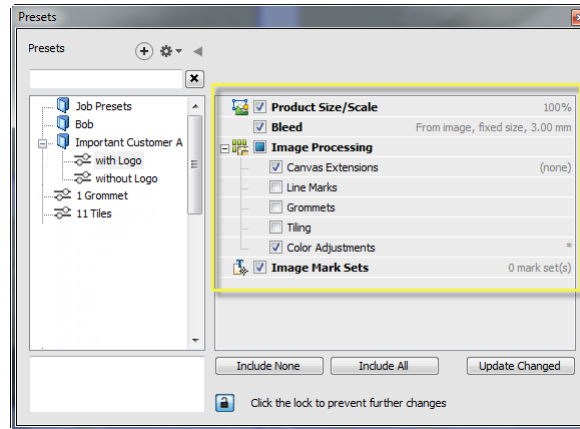 Presets
Presets
Job Presets
Bob
Important Customer A
with Logo
without Logo
1 Grommet
11 Tiles
Product Size/Scale 100%
Bleed From image, fixed size, 3.00 mm
Image Processing
Canvas Extensions (none)
Line Marks
Grommets
Tiling
Color Adjustments *
Image Mark Sets 0 mark set(s)
Include None Include All Update Changed
Click the lock to prevent further changes